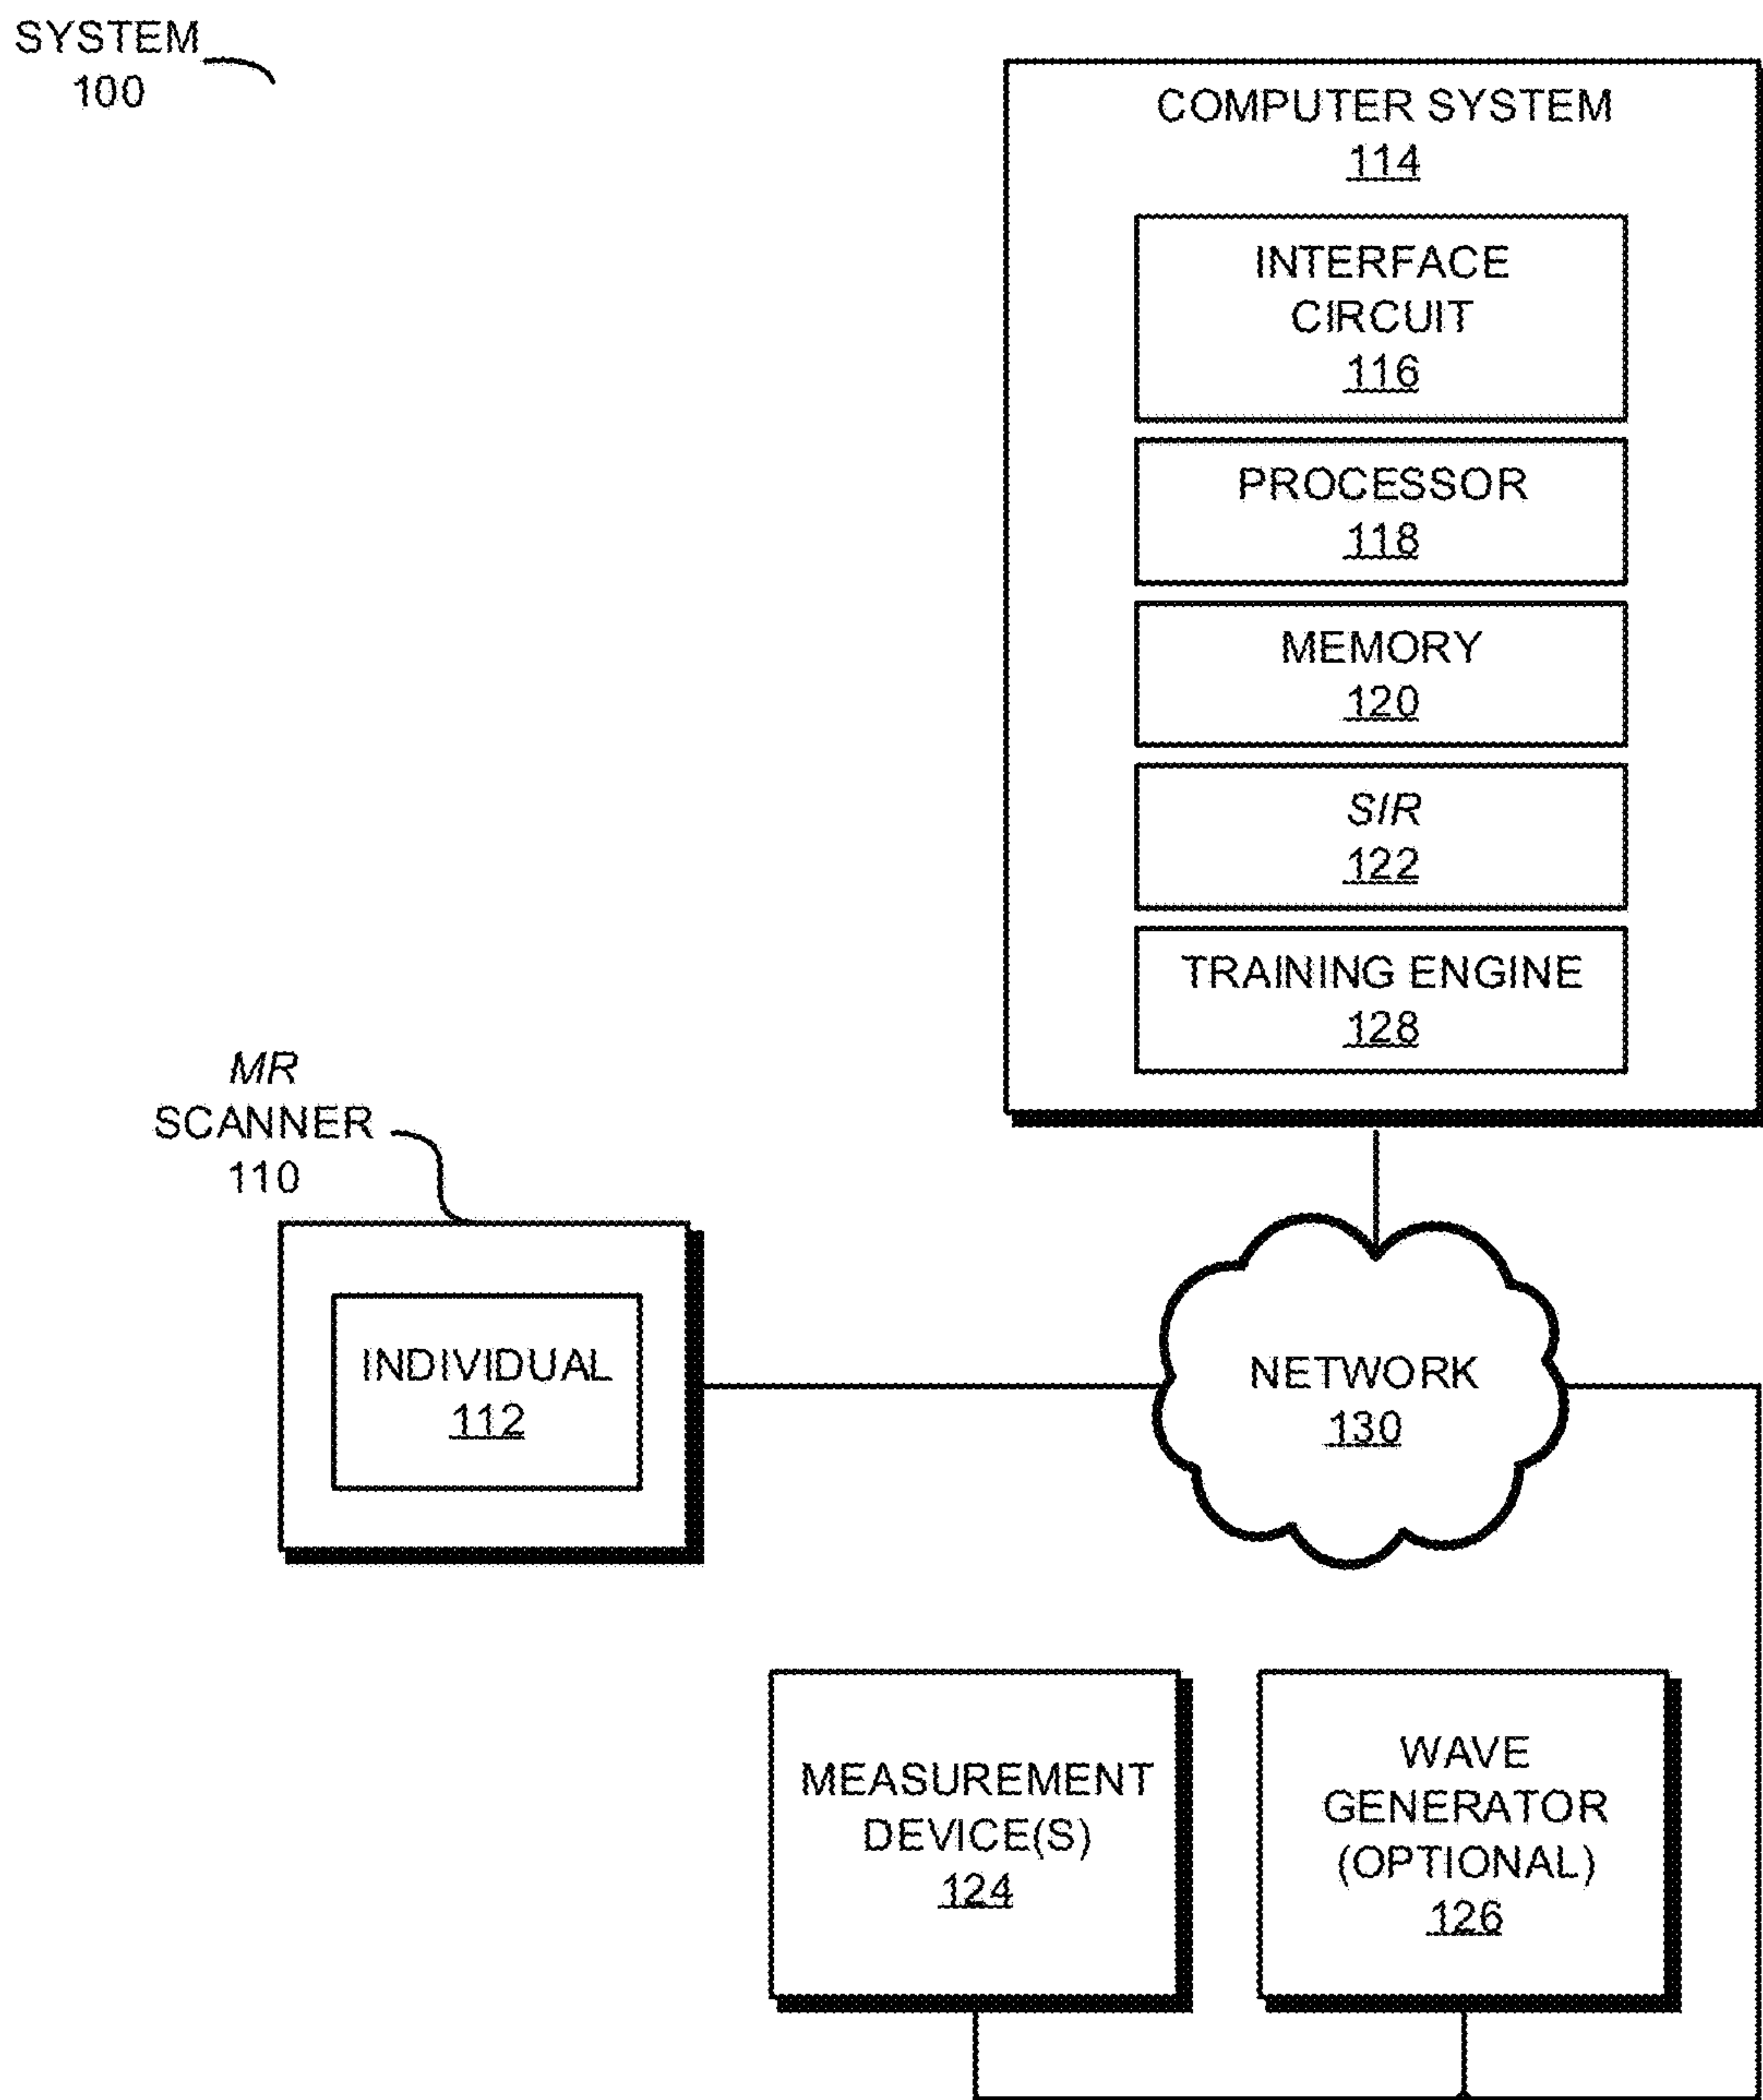 SYSTEM
100
COMPUTER SYSTEM
114
INTERFACE
CIRCUIT
116
PROCESSOR
118
MEMORY
120
SIR
122
TRAINING ENGINE
128
MR
SCANNER
110
INDIVIDUAL
112
NETWORK
130
MEASUREMENT
DEVICE(S)
124
WAVE
GENERATOR
(OPTIONAL)
126